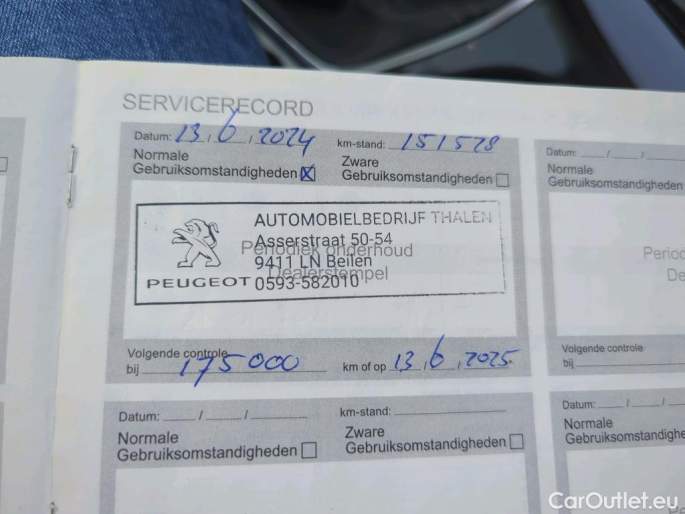 SERVICERECORD
Datum: 13, 6, 2024 km-stand: 151528
Normale Gebruiksomstandigheden ☒ Zware Gebruiksomstandigheden ☐
AUTOMOBIELBEDRIJF THALEN
Asserstraat 50-54
Periodiek onderhoud
9411 LN Beilen
Dealerstempel
PEUGEOT 0593-582010
Volgende controle
bij 175000 km of op 13, 6, 2025
Datum: / / km-stand:
Normale Gebruiksomstandigheden ☐ Zware Gebruiksomstandigheden ☐
Datum: / /
Normale
Gebruiksomstandigheden
Volgende controle
bij
Datum: / /
Normale
CarOutlet.eu